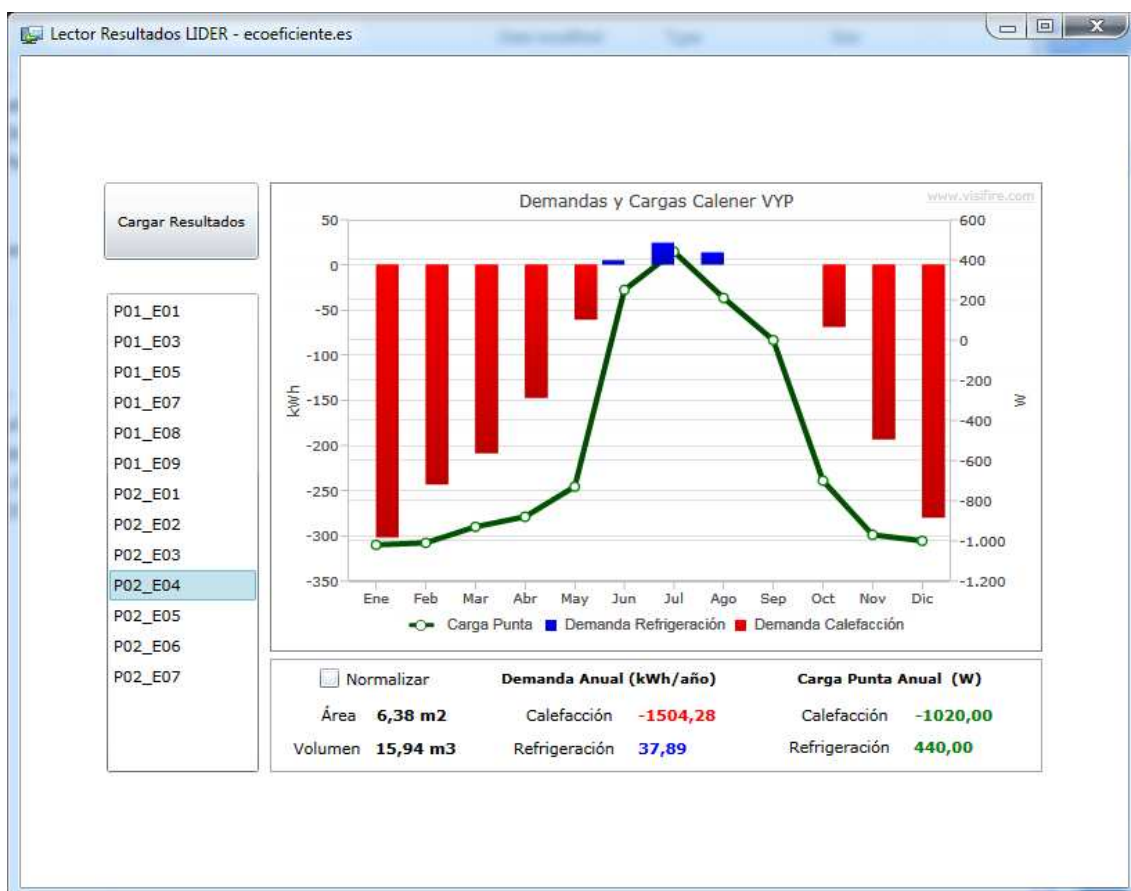 Lector Resultados LIDER - ecoeficiente.es
Date modified Type Size
Cargar Resultados
P01_E01
P01_E03
P01_E05
P01_E07
P01_E08
P01_E09
P02_E01
P02_E02
P02_E03
P02_E04
P02_E05
P02_E06
P02_E07
Demandas y Cargas Calener VYP
www.visifire.com
50
0
-50
-100
-150
-200
-250
-300
-350
kWh
600
400
200
0
-200
-400
-600
-800
-1.000
-1.200
W
Ene Feb Mar Abr May Jun Jul Ago Sep Oct Nov Dic
Carga Punta Demanda Refrigeración Demanda Calefacción
Normalizar Demanda Anual (kWh/año) Carga Punta Anual (W)
Área 6,38 m2 Calefacción -1504,28 Calefacción -1020,00
Volumen 15,94 m3 Refrigeración 37,89 Refrigeración 440,00